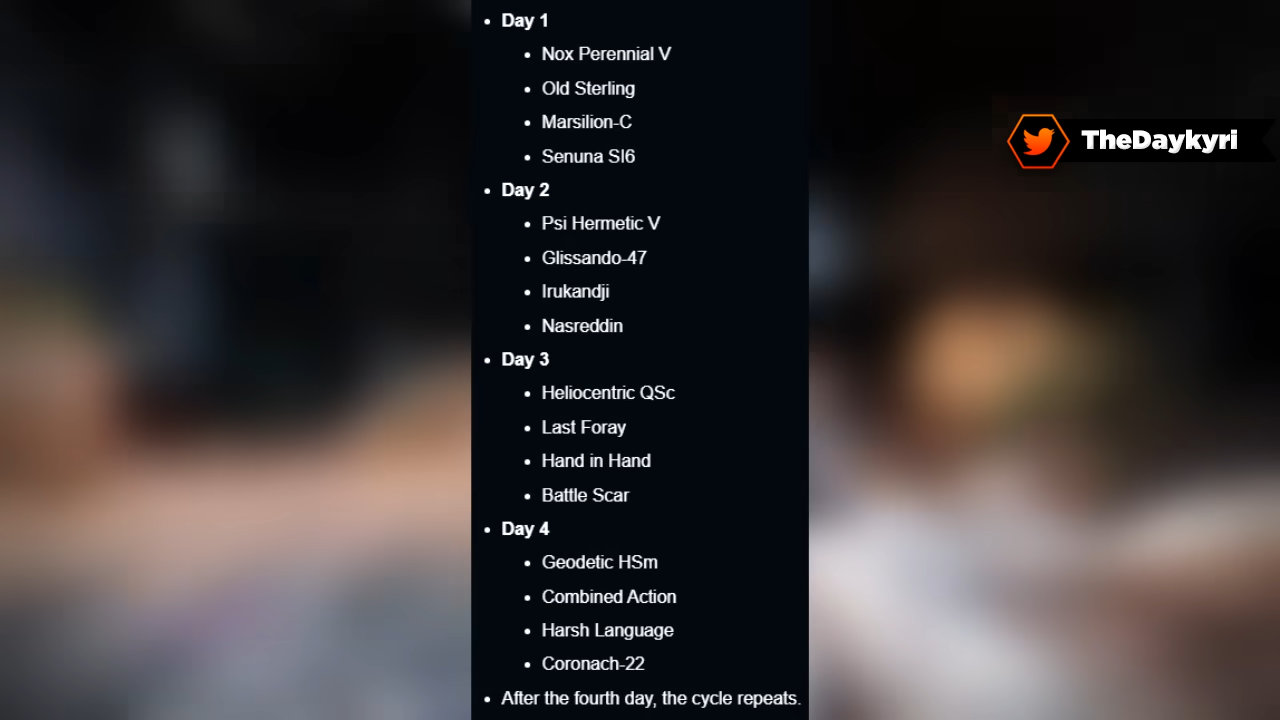 Day 1
Nox Perennial V
Old Sterling
Marsilion-C
Senuna SI6
Day 2
Psi Hermetic V
Glissando-47
Irukandji
Nasreddin
Day 3
Heliocentric QSc
Last Foray
Hand in Hand
Battle Scar
Day 4
Geodetic HSm
Combined Action
Harsh Language
Coronach-22
After the fourth day, the cycle repeats.
TheDaykyri